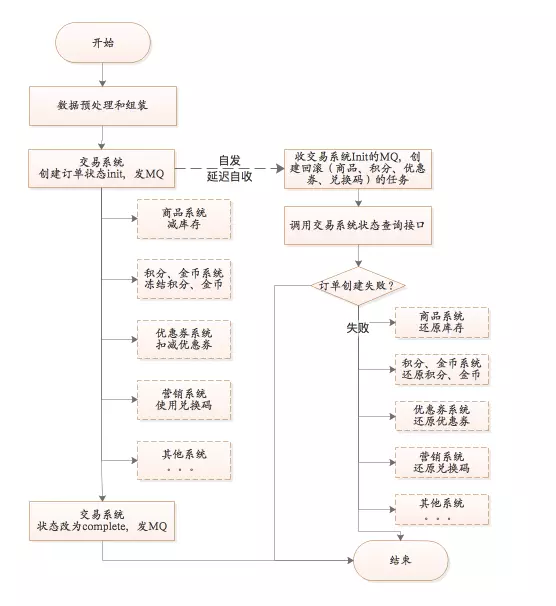 开始
数据预处理和组装
交易系统
创建订单状态init，发MQ
自发
延迟自收
收交易系统Init的MQ，创
建回滚（商品、积分、优惠
券、兑换码）的任务
商品系统
减库存
调用交易系统状态查询接口
积分、金币系统
冻结积分、金币
订单创建失败？
失败
优惠券系统
扣减优惠券
商品系统
还原库存
积分、金币系统
还原积分、金币
营销系统
使用兑换码
优惠券系统
还原优惠券
其他系统
. . .
营销系统
还原兑换码
交易系统
状态改为complete，发MQ
其他系统
. . .
结束